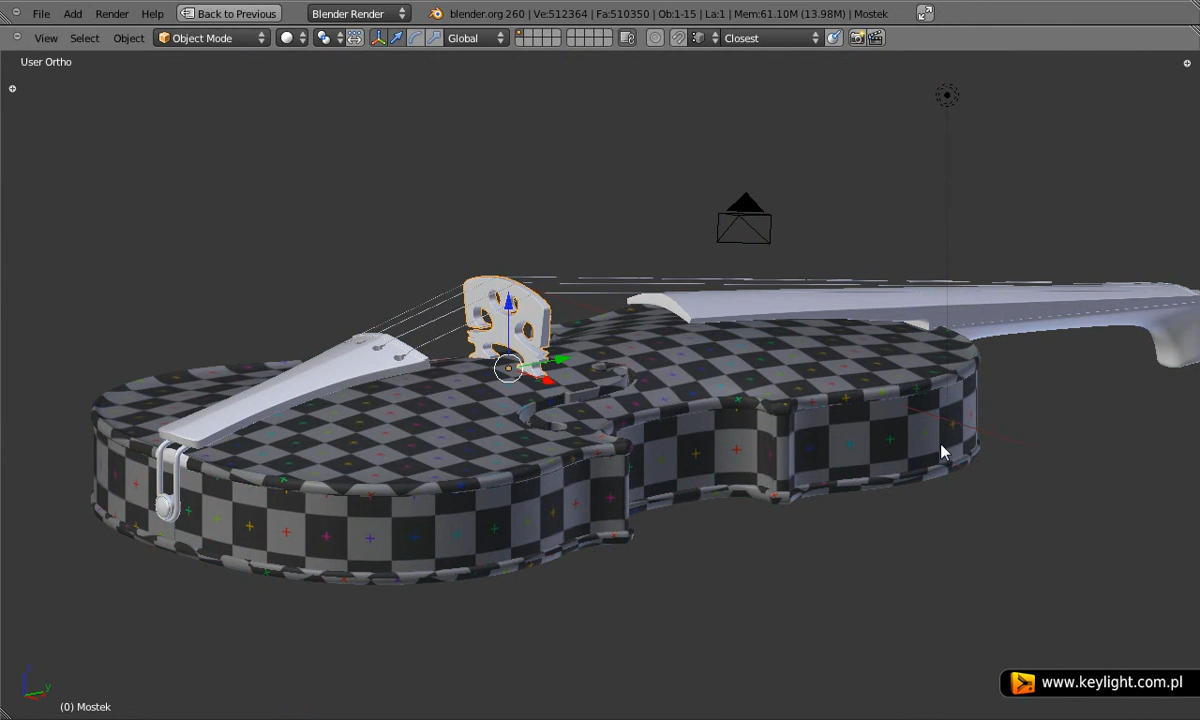 File Add Render Help Back to Previous Blender Render blender.org 260 | Ve:512364 | Fa:510350 | Ob:1-15 | La:1 | Mem:61.10M (13.98M) | Mostek
View Select Object Object Mode Global Closest
User Ortho
y
(0) Mostek
www.keylight.com.pl